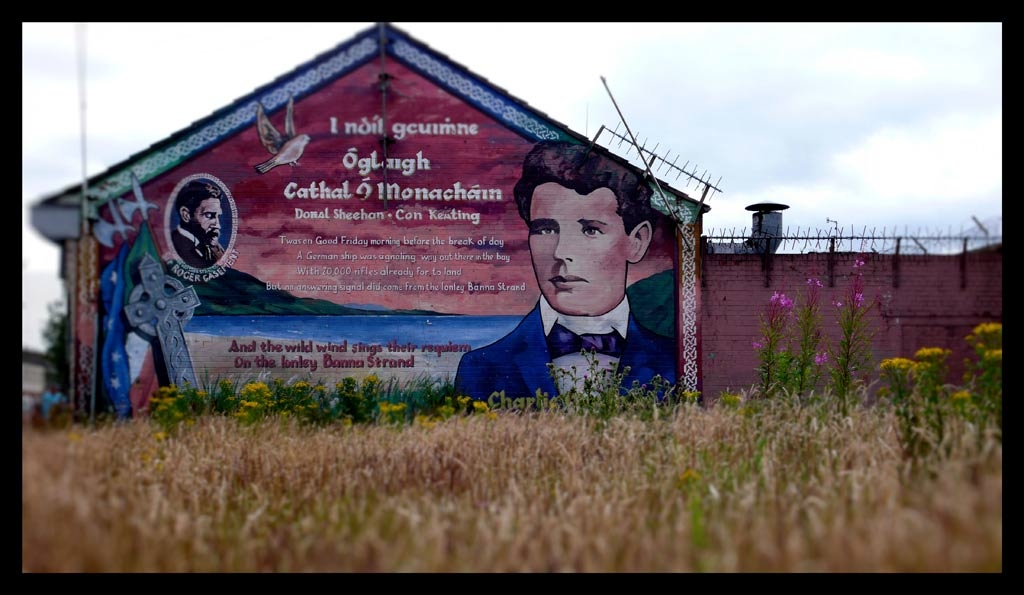 I ndíl gcuimhne
Óglaigh
Cathal Ó Monacháin
Donal Sheehan · Con Keating
Twas on Good Friday morning before the break of day
A German ship was signaling way out there in the bay
With 20,000 rifles already for to land
But no answering signal did come from the lonley Banna Strand
ROGER CASEMENT
And the wild wind sings their requiem
On the lonley Banna Strand
Charlie